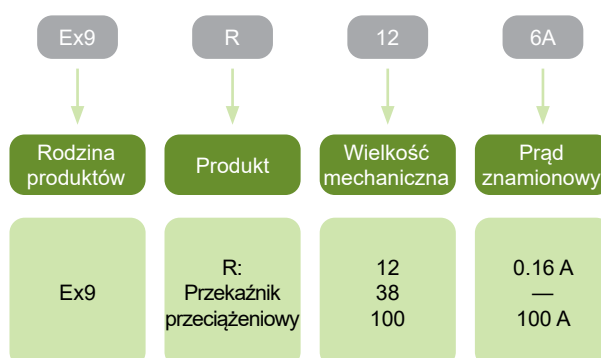 Ex9 R 12 6A
Rodzina
produktów
Produkt
Wielkość
mechaniczna
Prąd
znamionowy
Ex9
R:
Przekaźnik
przeciążeniowy
12
38
100
0.16 A
—
100 A